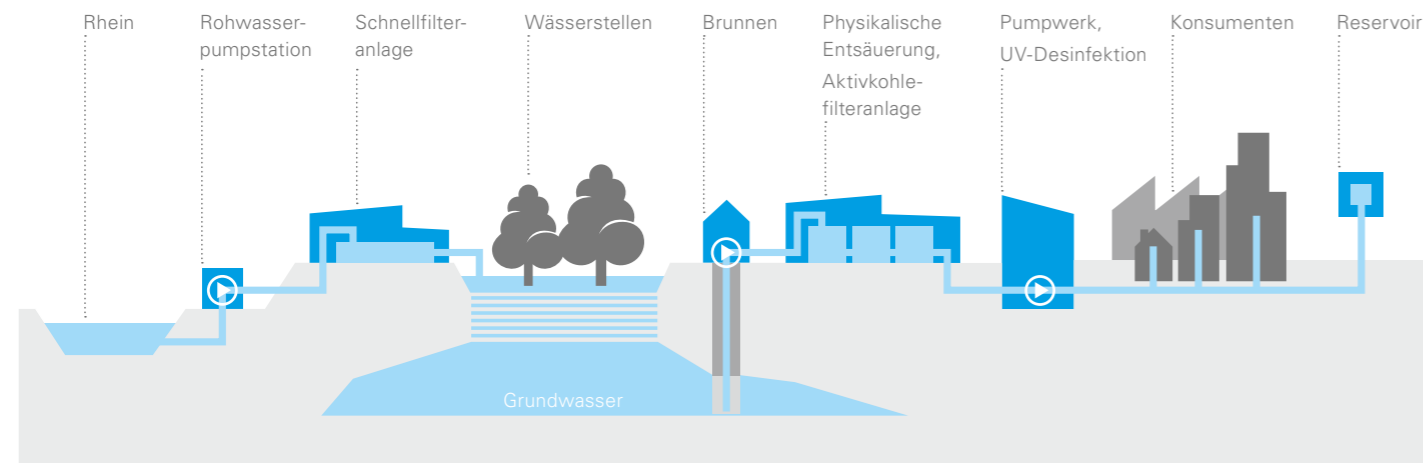 Rhein
Rohwasser-
pumpstation
Schnellfilter-
anlage
Wässerstellen
Brunnen
Physikalische
Entsäuerung,
Aktivkohle-
filteranlage
Pumpwerk,
UV-Desinfektion
Konsumenten
Reservoir
Grundwasser